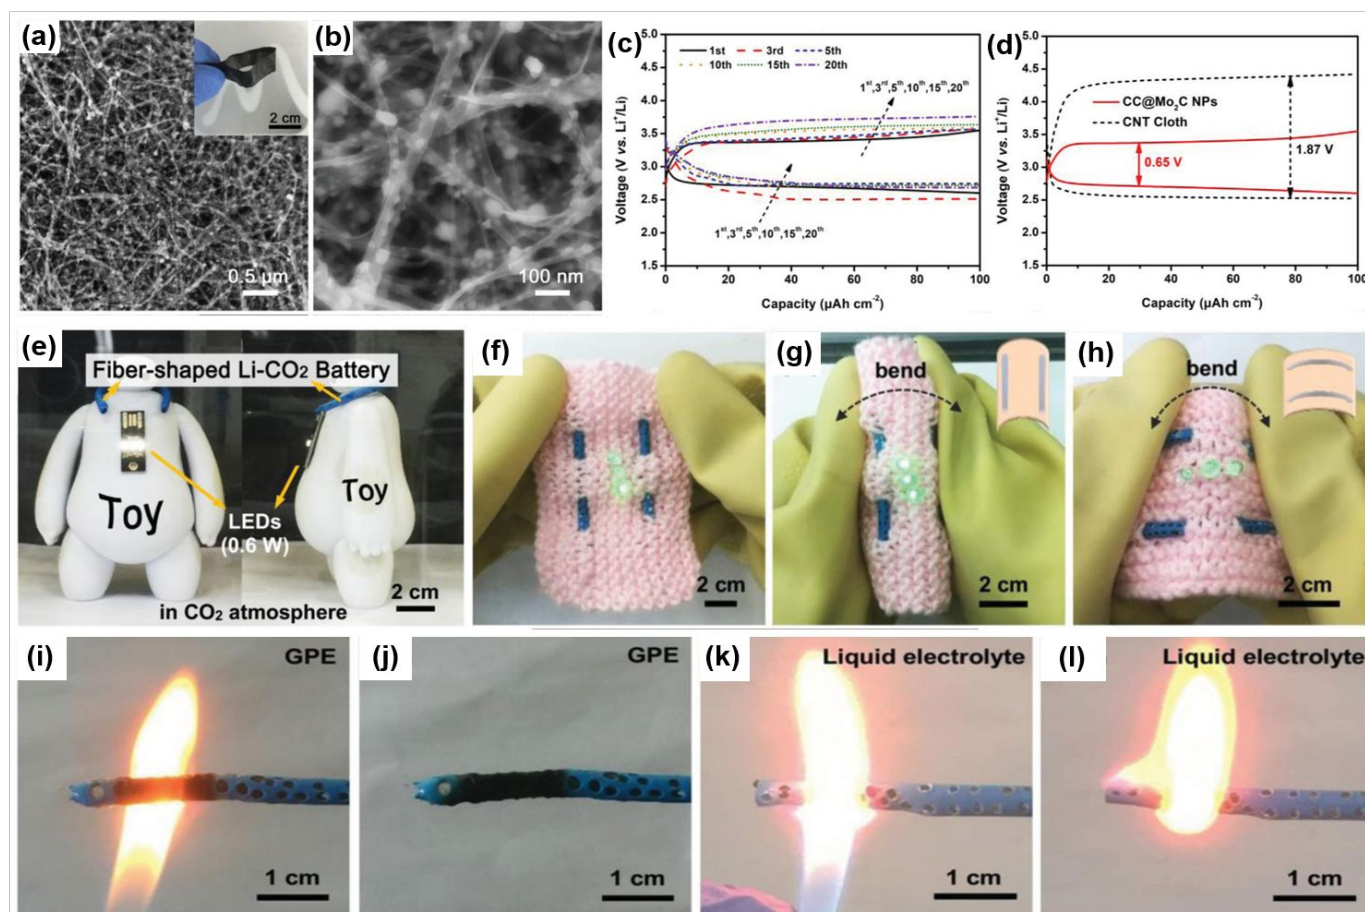 (a)
2 cm
0.5 µm
(b)
100 nm
(c)
5.0
4.5
4.0
3.5
3.0
2.5
2.0
1.5
Voltage (V vs. Li⁺/Li)
1st 3rd 5th
10th 15th 20th
1ˢᵗ,3ʳᵈ,5ᵗʰ,10ᵗʰ,15ᵗʰ,20ᵗʰ
1ˢᵗ,3ʳᵈ,5ᵗʰ,10ᵗʰ,15ᵗʰ,20ᵗʰ
0 20 40 60 80 100
Capacity (µAh cm⁻²)
(d)
5.0
4.5
4.0
3.5
3.0
2.5
2.0
1.5
Voltage (V vs. Li⁺/Li)
CC@Mo₂C NPs
CNT Cloth
0.65 V
1.87 V
0 20 40 60 80 100
Capacity (µAh cm⁻²)
(e)
Fiber-shaped Li-CO₂ Battery
Toy
Toy
LEDs
(0.6 W)
2 cm
in CO₂ atmosphere
(f)
2 cm
(g)
bend
2 cm
(h)
bend
2 cm
(i)
GPE
1 cm
(j)
GPE
1 cm
(k)
Liquid electrolyte
1 cm
(l)
Liquid electrolyte
1 cm